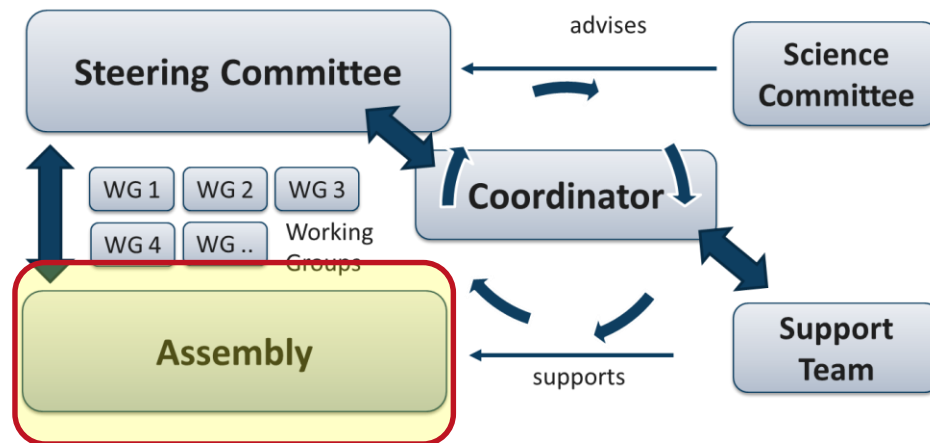 advises
Steering Committee
Science
Committee
WG 1
WG 2
WG 3
Coordinator
WG 4
WG ..
Working
Groups
Assembly
supports
Support
Team